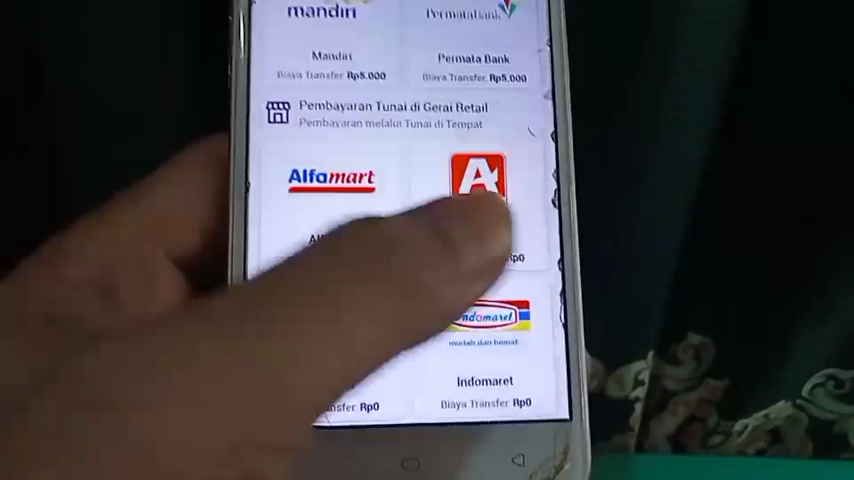 mandiri
PermataBank
Mandiri
Permata Bank
Biaya Transfer Rp5.000
Biaya Transfer Rp5.000
Pembayaran Tunai di Gerai Retail
Pembayaran melalui Tunai di Tempat
Alfamart
A
Rp0
Indomaret
mudah dan hemat
Indomaret
Rp0
Biaya Transfer Rp0